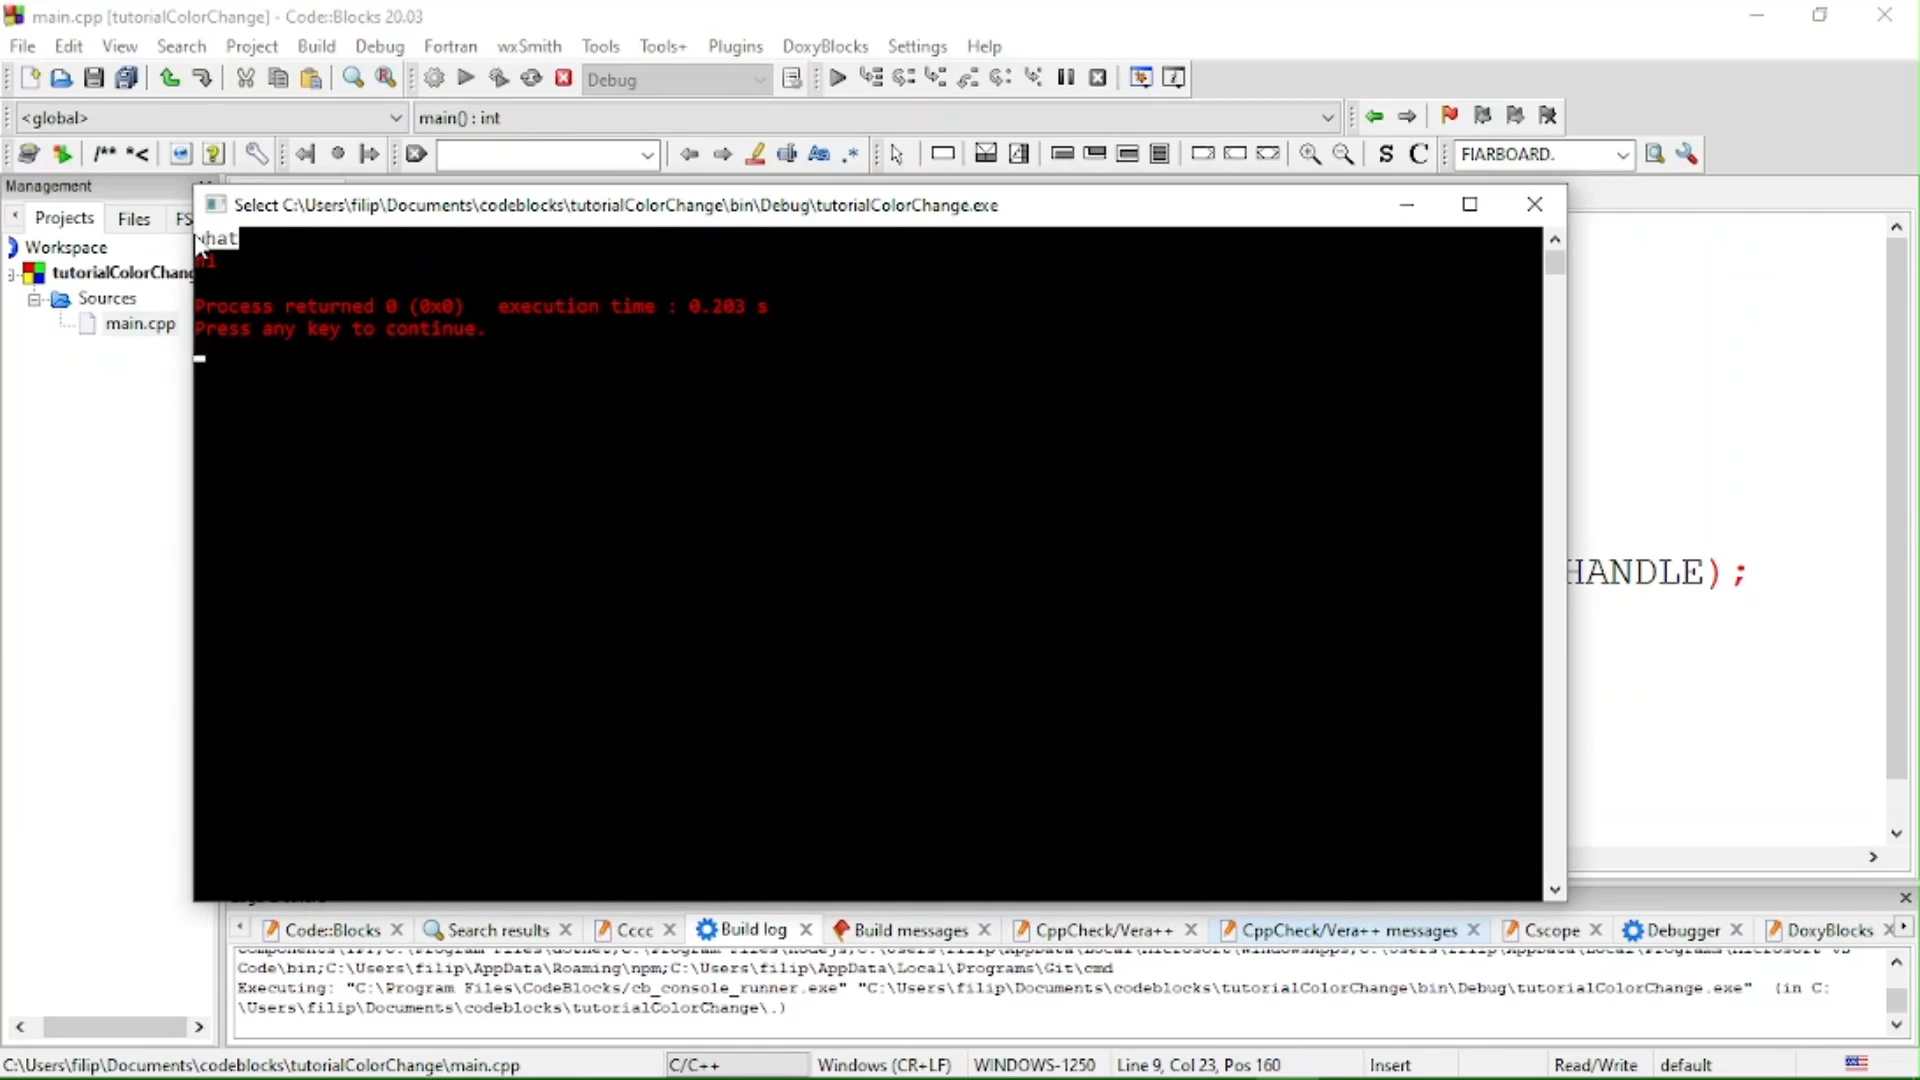 main.cpp [tutorialColorChange] - Code::Blocks 20.03
File Edit View Search Project Build Debug Fortran wxSmith Tools Tools+ Plugins DoxyBlocks Settings Help
Debug
<global> main() : int
/** *< FIARBOARD.
S C
Management
Projects Files FS
Workspace
tutorialColorChang
Sources
main.cpp
Select C:\Users\filip\Documents\codeblocks\tutorialColorChange\bin\Debug\tutorialColorChange.exe
hat
hi
Process returned 0 (0x0) execution time : 0.203 s
Press any key to continue.
HANDLE);
Code::Blocks Search results Cccc Build log Build messages CppCheck/Vera++ CppCheck/Vera++ messages Cscope Debugger DoxyBlocks
Code\bin;C:\Users\filip\AppData\Roaming\npm;C:\Users\filip\AppData\Local\Programs\Git\cmd
Executing: "C:\Program Files\CodeBlocks/cb_console_runner.exe" "C:\Users\filip\Documents\codeblocks\tutorialColorChange\bin\Debug\tutorialColorChange.exe" (in C:
\Users\filip\Documents\codeblocks\tutorialColorChange\.)
C:\Users\filip\Documents\codeblocks\tutorialColorChange\main.cpp C/C++ Windows (CR+LF) WINDOWS-1250 Line 9, Col 23, Pos 160 Insert Read/Write default